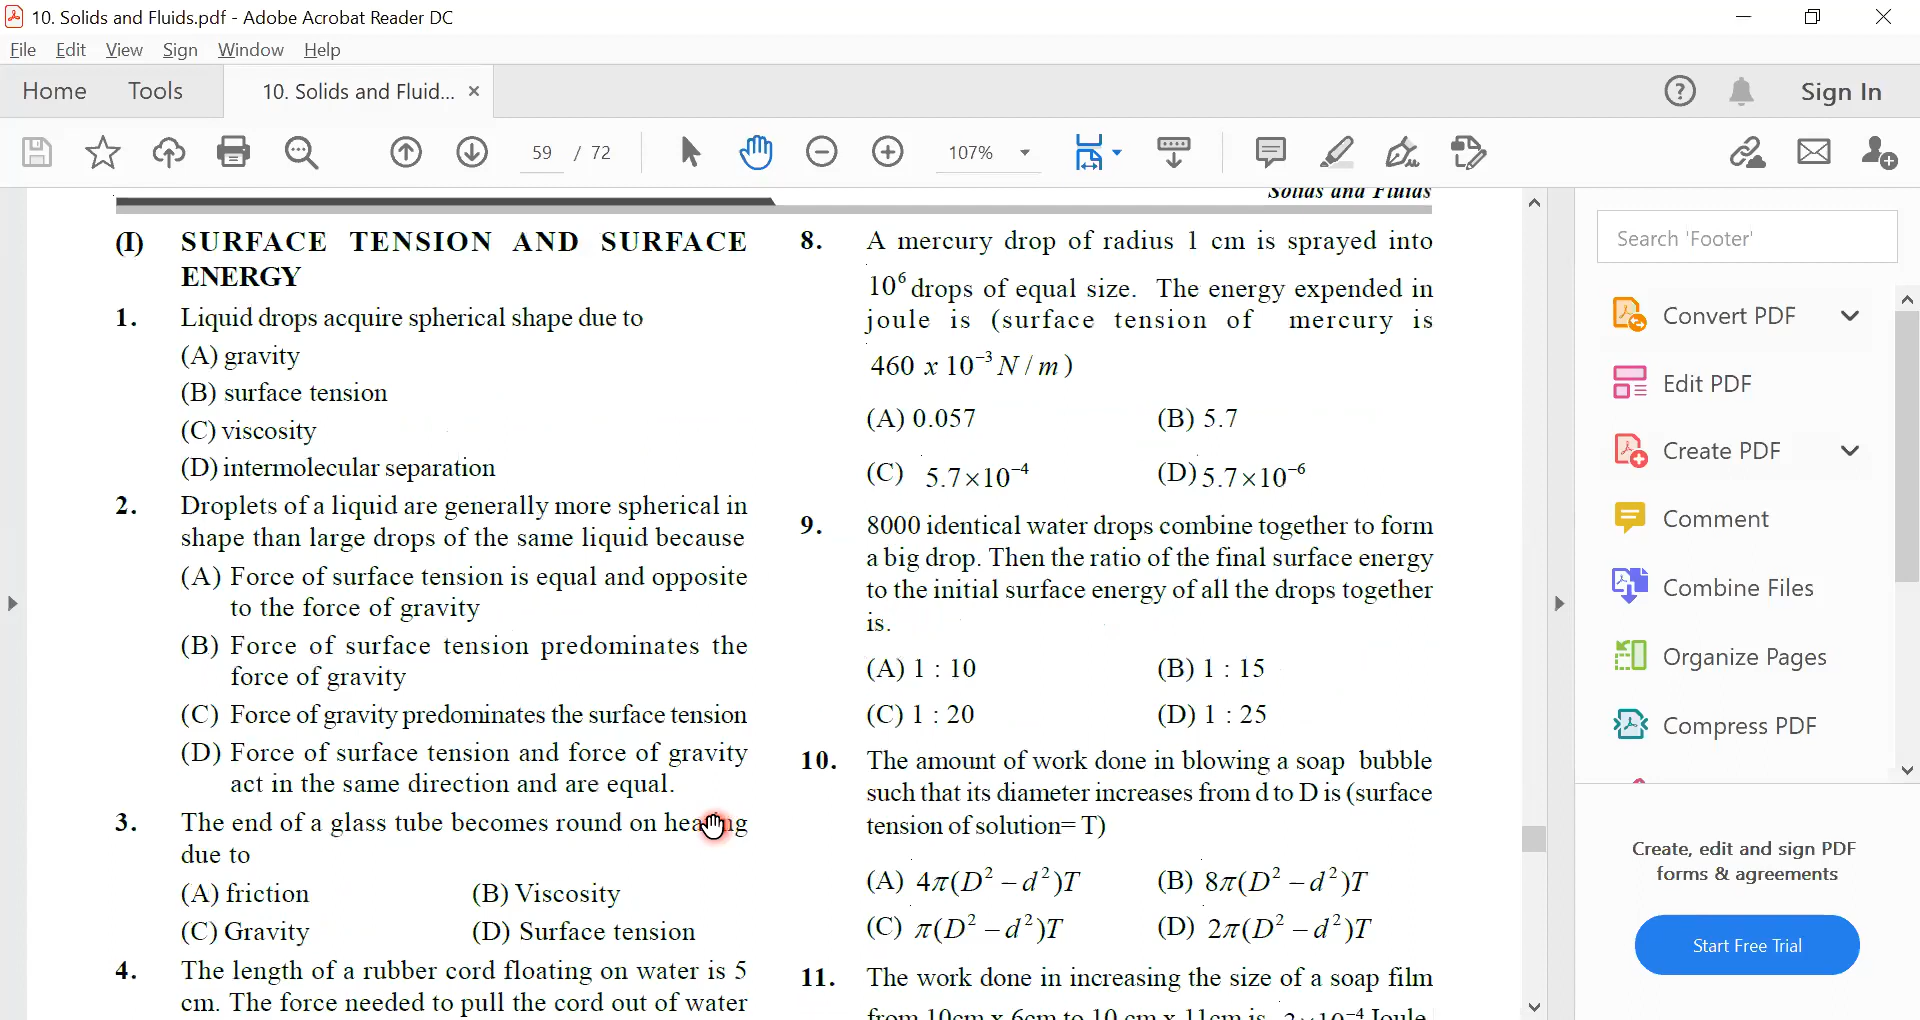 10. Solids and Fluids.pdf - Adobe Acrobat Reader DC
File Edit View Sign Window Help
Home Tools 10. Solids and Fluid... × Sign In
59 / 72 107%
Solids and Fluids
(I) SURFACE TENSION AND SURFACE
ENERGY
1. Liquid drops acquire spherical shape due to
(A) gravity
(B) surface tension
(C) viscosity
(D) intermolecular separation
2. Droplets of a liquid are generally more spherical in
shape than large drops of the same liquid because
(A) Force of surface tension is equal and opposite
to the force of gravity
(B) Force of surface tension predominates the
force of gravity
(C) Force of gravity predominates the surface tension
(D) Force of surface tension and force of gravity
act in the same direction and are equal.
3. The end of a glass tube becomes round on heating
due to
(A) friction (B) Viscosity
(C) Gravity (D) Surface tension
4. The length of a rubber cord floating on water is 5
cm. The force needed to pull the cord out of water
8. A mercury drop of radius 1 cm is sprayed into
10⁶ drops of equal size. The energy expended in
joule is (surface tension of mercury is
460 x 10⁻³ N / m)
(A) 0.057 (B) 5.7
(C) 5.7×10⁻⁴ (D) 5.7×10⁻⁶
9. 8000 identical water drops combine together to form
a big drop. Then the ratio of the final surface energy
to the initial surface energy of all the drops together
is.
(A) 1 : 10 (B) 1 : 15
(C) 1 : 20 (D) 1 : 25
10. The amount of work done in blowing a soap bubble
such that its diameter increases from d to D is (surface
tension of solution= T)
(A) 4π(D² – d²)T (B) 8π(D² – d²)T
(C) π(D² – d²)T (D) 2π(D² – d²)T
11. The work done in increasing the size of a soap film
from 10cm x 6cm to 10 cm x 11cm is 3×10⁻⁴ Joule.
Search 'Footer'
Convert PDF
Edit PDF
Create PDF
Comment
Combine Files
Organize Pages
Compress PDF
Create, edit and sign PDF
forms & agreements
Start Free Trial